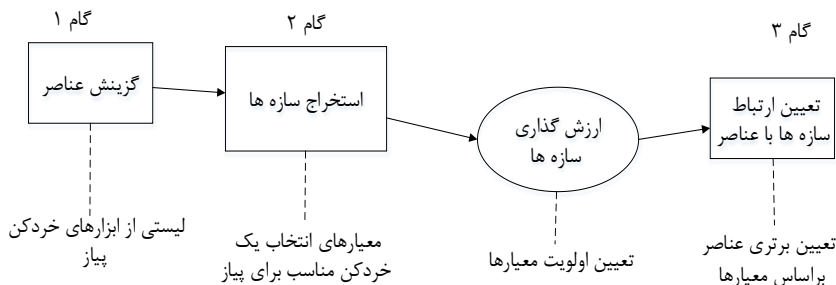 گام ۱
گزینش عناصر
لیستی از ابزارهای خردکن
پیاز
گام ۲
استخراج سازه ها
معیارهای انتخاب یک
خردکن مناسب برای پیاز
ارزش گذاری
سازه ها
تعیین اولویت معیارها
گام ۳
تعیین ارتباط
سازه ها با عناصر
تعیین برتری عناصر
براساس معیارها